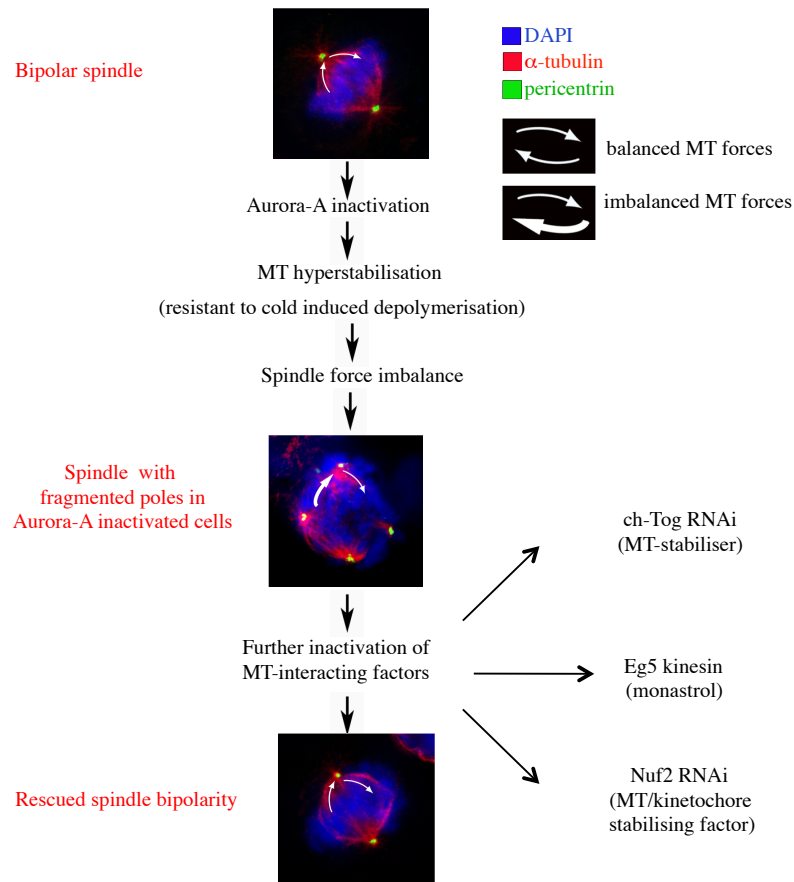 Bipolar spindle
DAPI
α-tubulin
pericentrin
balanced MT forces
imbalanced MT forces
Aurora-A inactivation
MT hyperstabilisation
(resistant to cold induced depolymerisation)
Spindle force imbalance
Spindle with
fragmented poles in
Aurora-A inactivated cells
Further inactivation of
MT-interacting factors
ch-Tog RNAi
(MT-stabiliser)
Eg5 kinesin
(monastrol)
Nuf2 RNAi
(MT/kinetochore
stabilising factor)
Rescued spindle bipolarity